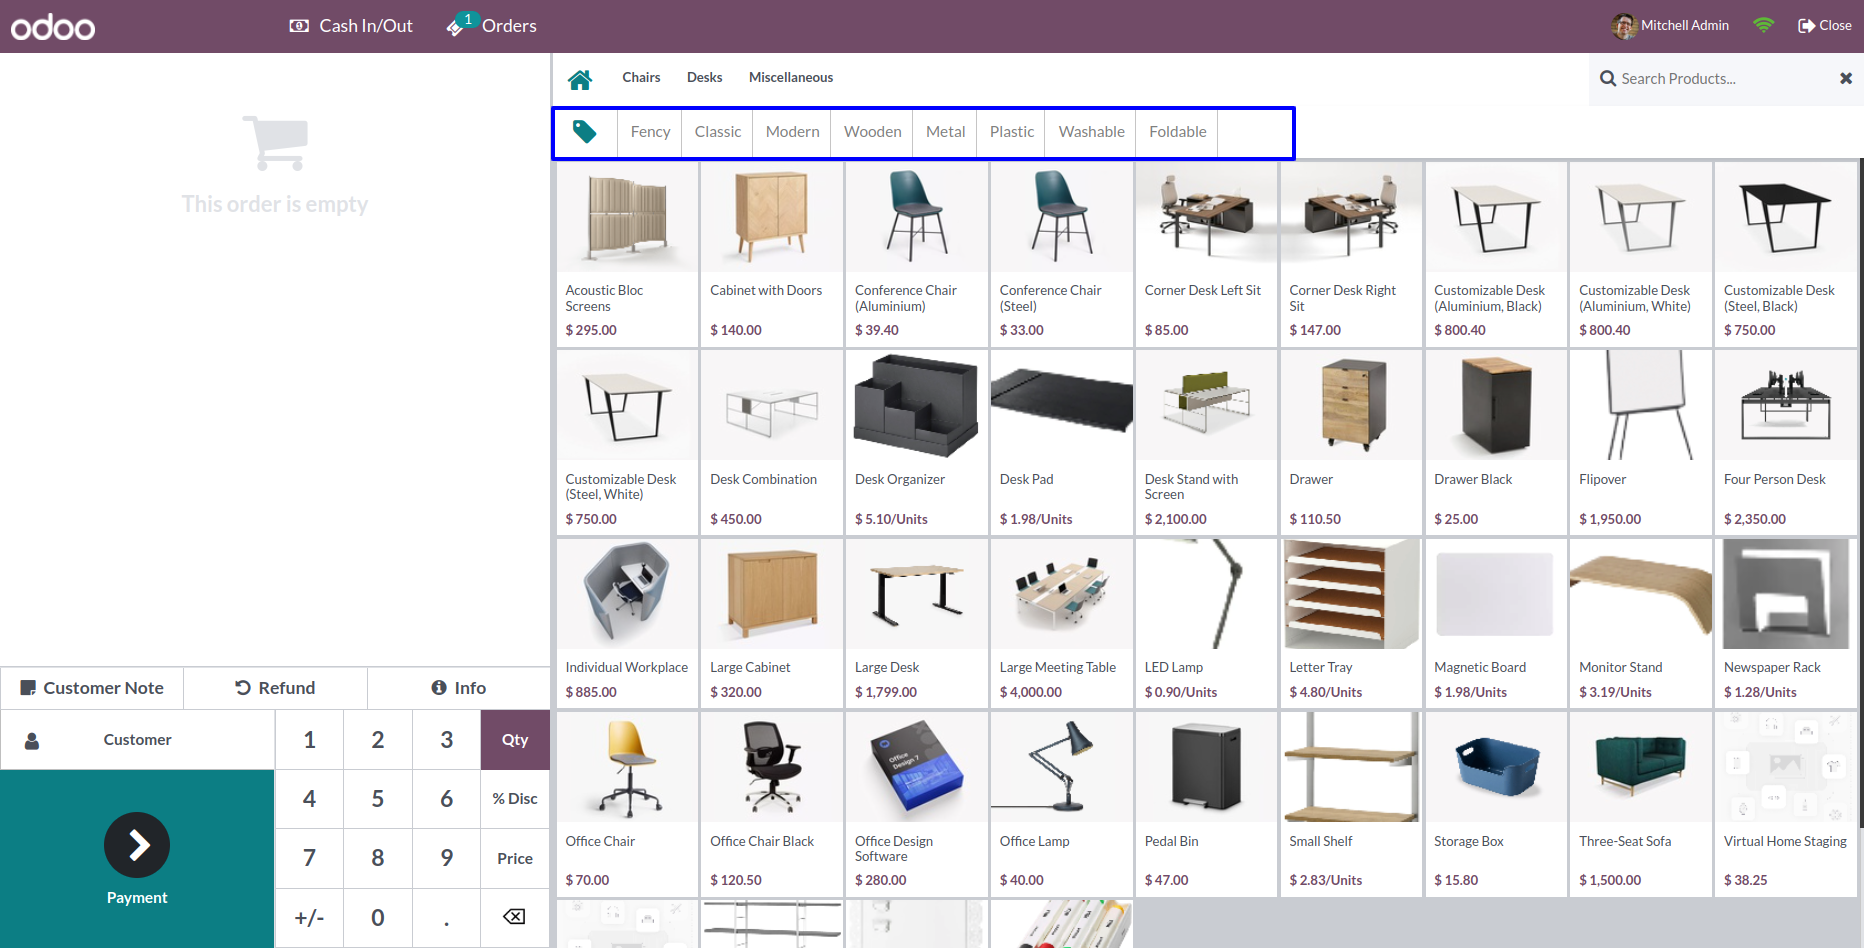 odoo
Cash In/Out
1
Orders
Mitchell Admin
Close
Chairs
Desks
Miscellaneous
Search Products...
Fency
Classic
Modern
Wooden
Metal
Plastic
Washable
Foldable
This order is empty
Acoustic Bloc
Screens
$ 295.00
Cabinet with Doors
$ 140.00
Conference Chair
(Aluminium)
$ 39.40
Conference Chair
(Steel)
$ 33.00
Corner Desk Left Sit
$ 85.00
Corner Desk Right
Sit
$ 147.00
Customizable Desk
(Aluminium, Black)
$ 800.40
Customizable Desk
(Aluminium, White)
$ 800.40
Customizable Desk
(Steel, Black)
$ 750.00
Customizable Desk
(Steel, White)
$ 750.00
Desk Combination
$ 450.00
Desk Organizer
$ 5.10/Units
Desk Pad
$ 1.98/Units
Desk Stand with
Screen
$ 2,100.00
Drawer
$ 110.50
Drawer Black
$ 25.00
Flipover
$ 1,950.00
Four Person Desk
$ 2,350.00
Individual Workplace
$ 885.00
Large Cabinet
$ 320.00
Large Desk
$ 1,799.00
Large Meeting Table
$ 4,000.00
LED Lamp
$ 0.90/Units
Letter Tray
$ 4.80/Units
Magnetic Board
$ 1.98/Units
Monitor Stand
$ 3.19/Units
Newspaper Rack
$ 1.28/Units
Office Chair
$ 70.00
Office Chair Black
$ 120.50
Office
Design 7
Office Design
Software
$ 280.00
Office Lamp
$ 40.00
Pedal Bin
$ 47.00
Small Shelf
$ 2.83/Units
Storage Box
$ 15.80
Three-Seat Sofa
$ 1,500.00
Virtual Home Staging
$ 38.25
Customer Note
Refund
Info
Customer
1
2
3
Qty
4
5
6
% Disc
7
8
9
Price
Payment
+/-
0
.